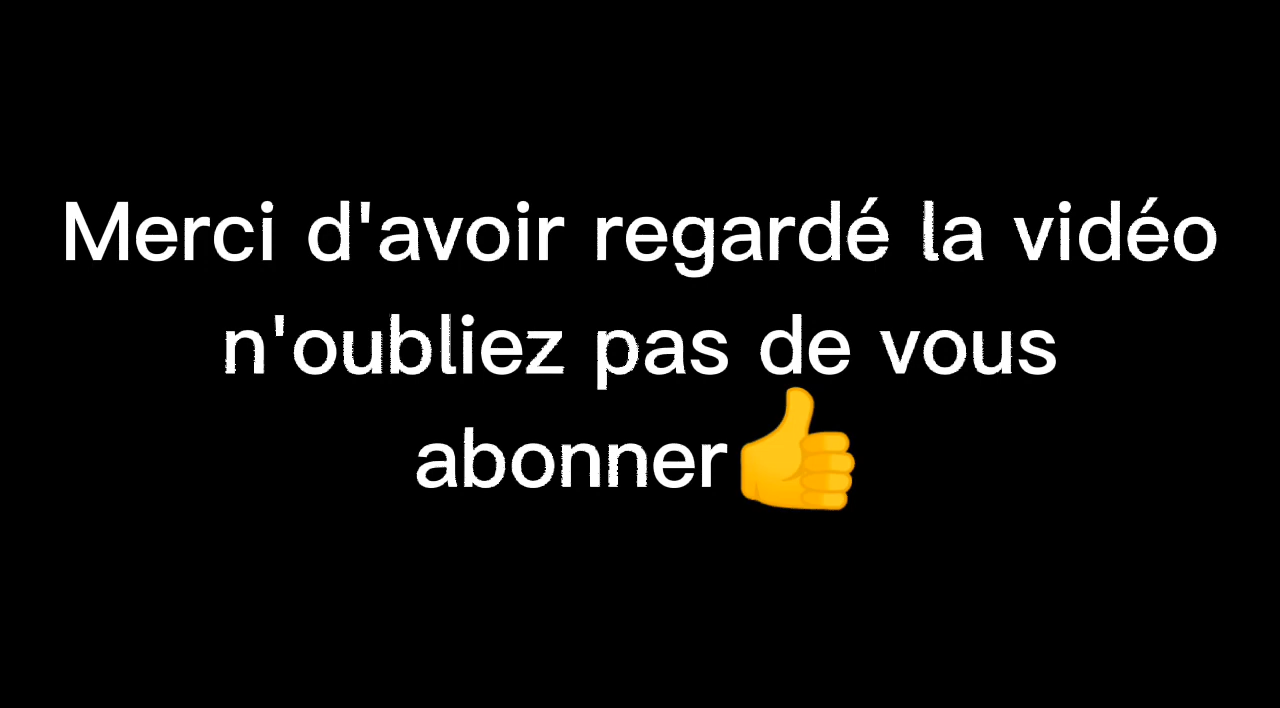 Merci d'avoir regardé la vidéo
n'oubliez pas de vous
abonner👍